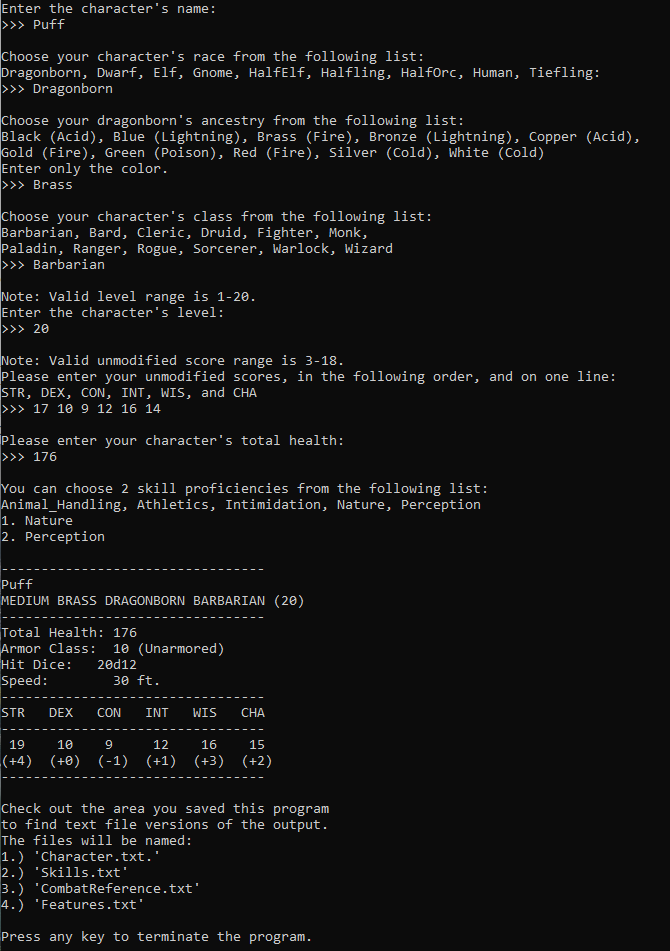 Enter the character's name:
>>> Puff
Choose your character's race from the following list:
Dragonborn, Dwarf, Elf, Gnome, HalfElf, Halfling, HalfOrc, Human, Tiefling:
>>> Dragonborn
Choose your dragonborn's ancestry from the following list:
Black (Acid), Blue (Lightning), Brass (Fire), Bronze (Lightning), Copper (Acid),
Gold (Fire), Green (Poison), Red (Fire), Silver (Cold), White (Cold)
Enter only the color.
>>> Brass
Choose your character's class from the following list:
Barbarian, Bard, Cleric, Druid, Fighter, Monk,
Paladin, Ranger, Rogue, Sorcerer, Warlock, Wizard
>>> Barbarian
Note: Valid level range is 1-20.
Enter the character's level:
>>> 20
Note: Valid unmodified score range is 3-18.
Please enter your unmodified scores, in the following order, and on one line:
STR, DEX, CON, INT, WIS, and CHA
>>> 17 10 9 12 16 14
Please enter your character's total health:
>>> 176
You can choose 2 skill proficiencies from the following list:
Animal_Handling, Athletics, Intimidation, Nature, Perception
1. Nature
2. Perception
---------------------------------
Puff
MEDIUM BRASS DRAGONBORN BARBARIAN (20)
---------------------------------
Total Health: 176
Armor Class:  10 (Unarmored)
Hit Dice:   20d12
Speed:        30 ft.
---------------------------------
STR   DEX   CON   INT   WIS   CHA
---------------------------------
 19    10    9     12    16    15
(+4)  (+0)  (-1)  (+1)  (+3)  (+2)
---------------------------------
Check out the area you saved this program
to find text file versions of the output.
The files will be named:
1.) 'Character.txt.'
2.) 'Skills.txt'
3.) 'CombatReference.txt'
4.) 'Features.txt'
Press any key to terminate the program.